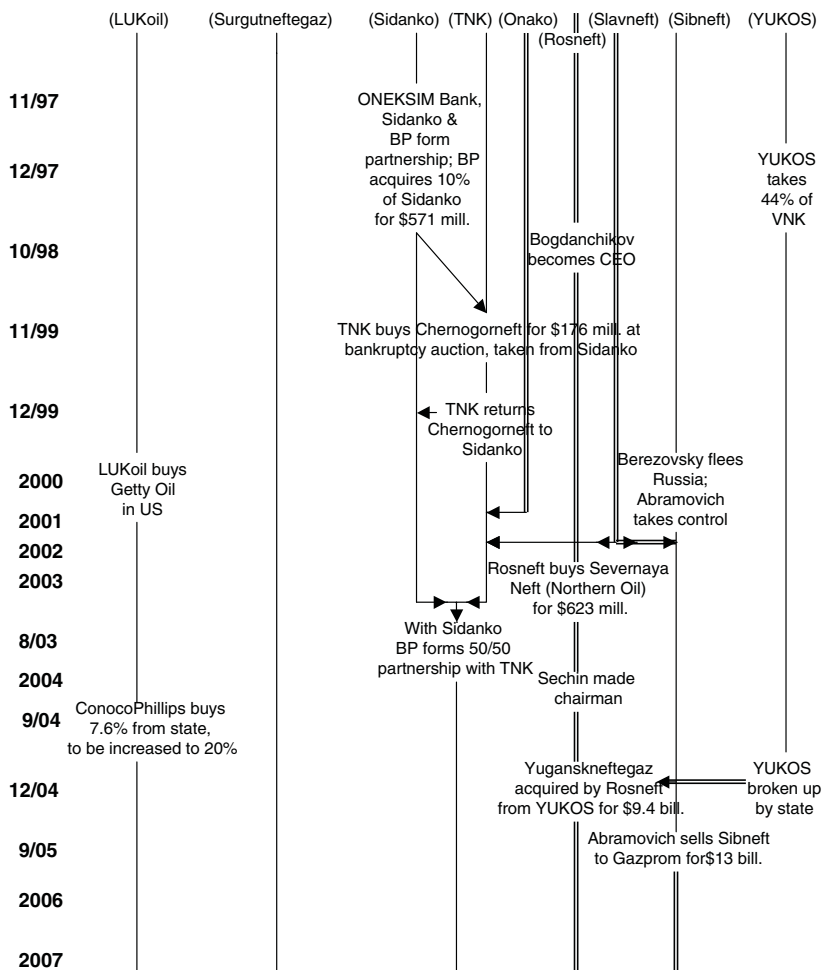 (LUKoil) (Surgutneftegaz) (Sidanko) (TNK) (Onako) (Slavneft) (Sibneft) (YUKOS)
(Rosneft)
11/97
ONEKSIM Bank,
Sidanko &
BP form
partnership; BP
acquires 10%
of Sidanko
for $571 mill.
12/97
YUKOS
takes
44% of
VNK
10/98
Bogdanchikov
becomes CEO
11/99
TNK buys Chernogorneft for $176 mill. at
bankruptcy auction, taken from Sidanko
12/99
TNK returns
Chernogorneft to
Sidanko
2000
LUKoil buys
Getty Oil
in US
Berezovsky flees
Russia;
Abramovich
takes control
2001
2002
2003
Rosneft buys Severnaya
Neft (Northern Oil)
for $623 mill.
8/03
With Sidanko
BP forms 50/50
partnership with TNK
2004
Sechin made
chairman
9/04
ConocoPhillips buys
7.6% from state,
to be increased to 20%
12/04
Yuganskneftegaz
acquired by Rosneft
from YUKOS for $9.4 bill.
YUKOS
broken up
by state
9/05
Abramovich sells Sibneft
to Gazprom for$13 bill.
2006
2007